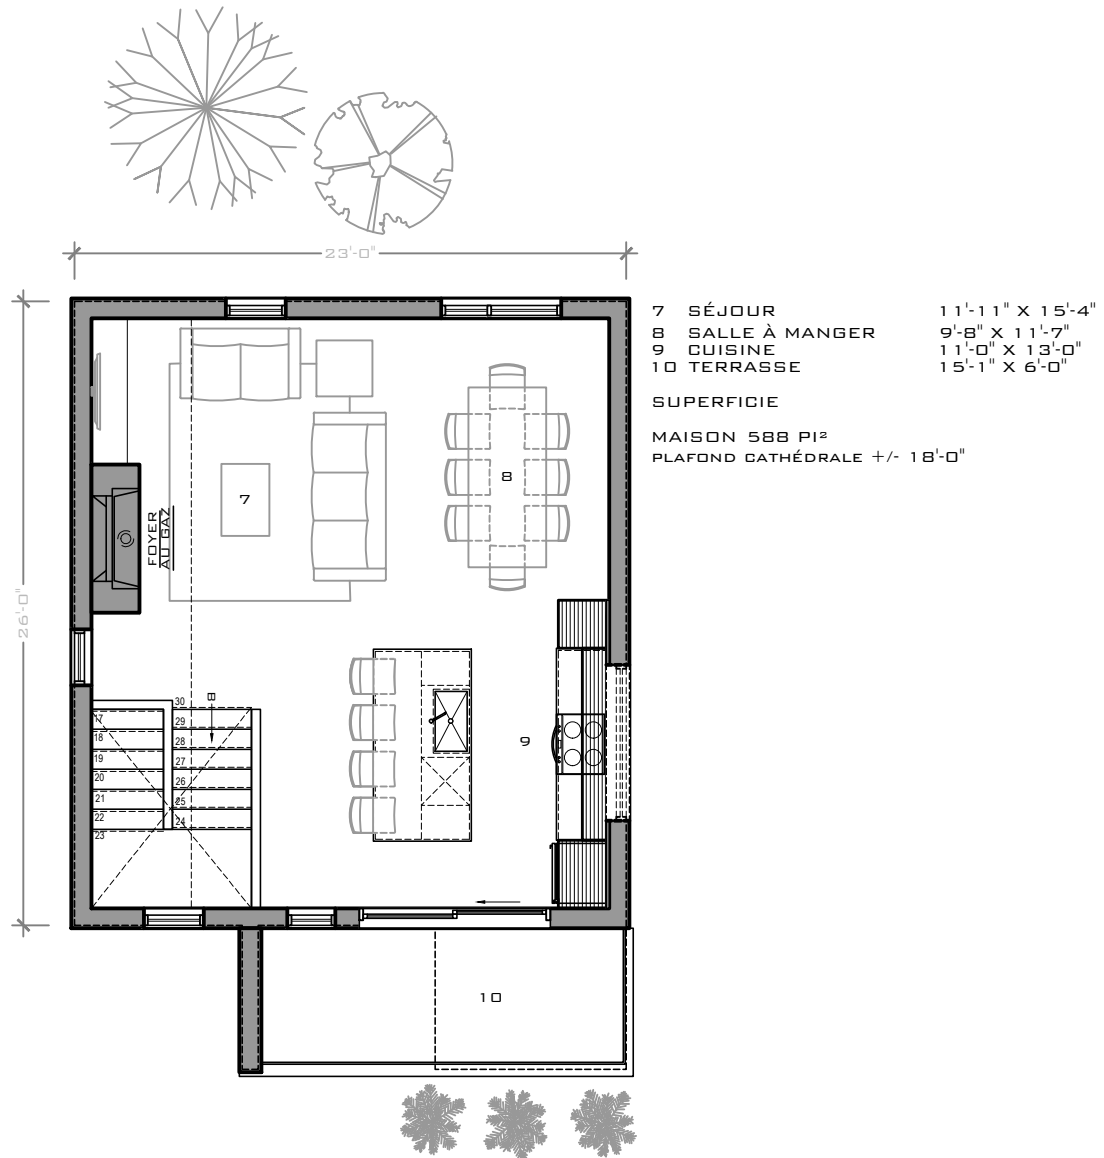 23'-0"
7 SÉJOUR 11'-11" X 15'-4"
8 SALLE À MANGER 9'-8" X 11'-7"
9 CUISINE 11'-0" X 13'-0"
10 TERRASSE 15'-1" X 6'-0"
SUPERFICIE
MAISON 588 PI²
PLAFOND CATHÉDRALE +/- 18'-0"
26'-0"
7
8
FOYER
AU GAZ
B
9
17
18
19
20
21
22
23
30
29
28
27
26
25
24
10